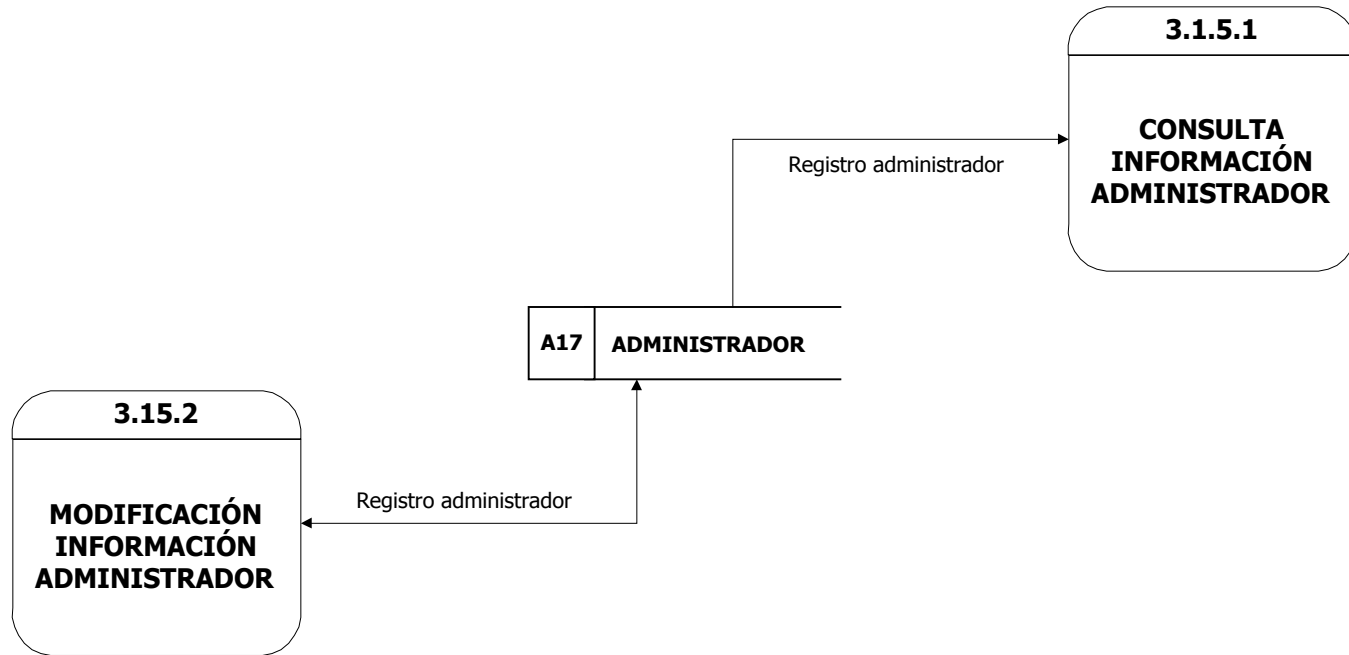 3.1.5.1
CONSULTA
INFORMACIÓN
ADMINISTRADOR
Registro administrador
A17 ADMINISTRADOR
3.15.2
MODIFICACIÓN
INFORMACIÓN
ADMINISTRADOR
Registro administrador